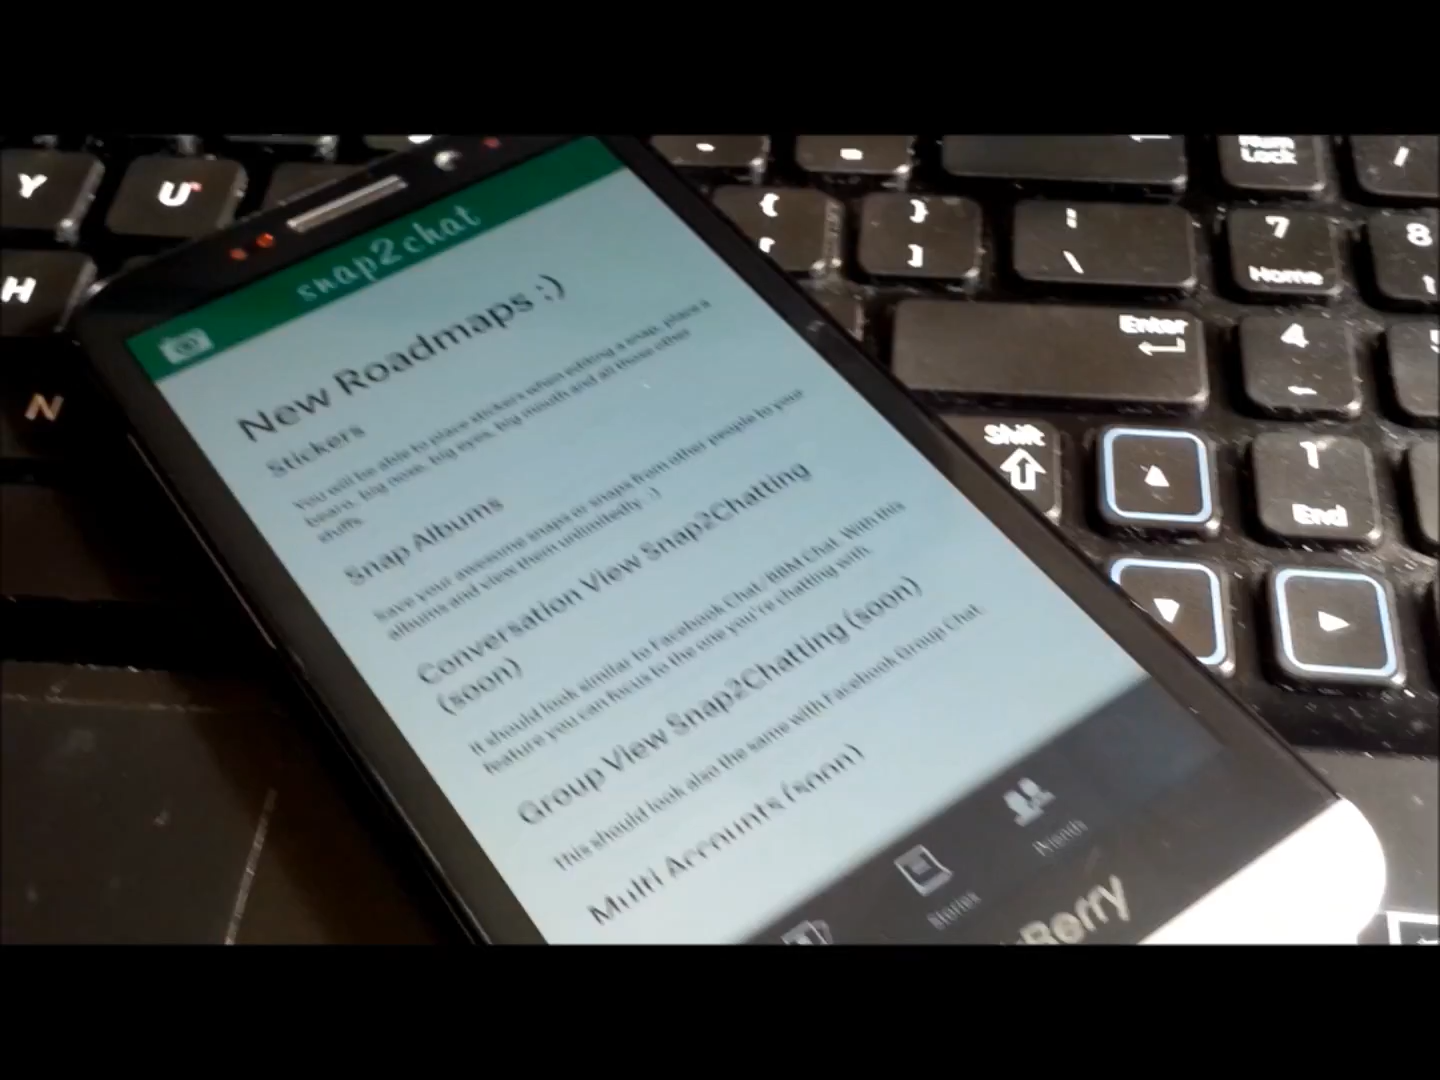 snap2chat
New Roadmaps :)
Stickers
You will be able to place stickers when editing a snap, place a
beard, big nose, big eyes, big mouth and all those other
stuffs.
Snap Albums
Save your awesome snaps or snaps from other people to your
albums and view them unlimitedly. :)
Conversation View Snap2Chatting
(soon)
It should look similar to Facebook Chat/BBM Chat. With this
feature you can focus to the one you're chatting with.
Group View Snap2Chatting (soon)
This should look also the same with Facebook Group Chat.
Multi Accounts (soon)
Stories
Friends
Berry
Y
U
-
=
Num
Lock
/
H
{
[
}
]
|
\
7
Home
8
N
Enter
4
Shift
1
End